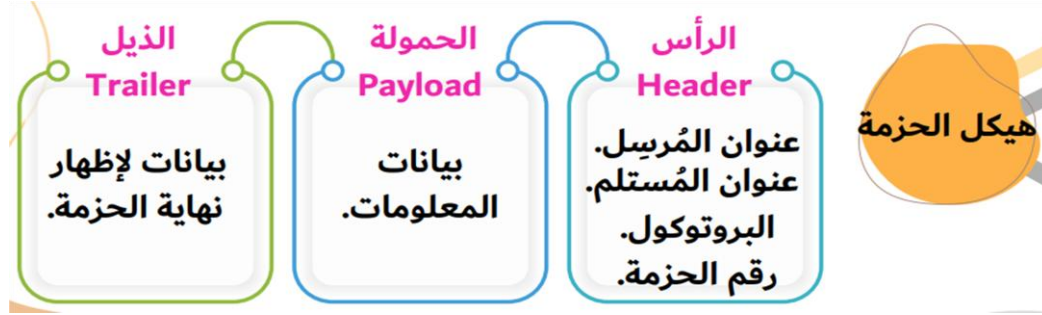 هيكل الحزمة
الرأس
Header
عنوان المُرسِل.
عنوان المُستلم.
البروتوكول.
رقم الحزمة.
الحمولة
Payload
بيانات
المعلومات.
الذيل
Trailer
بيانات لإظهار
نهاية الحزمة.